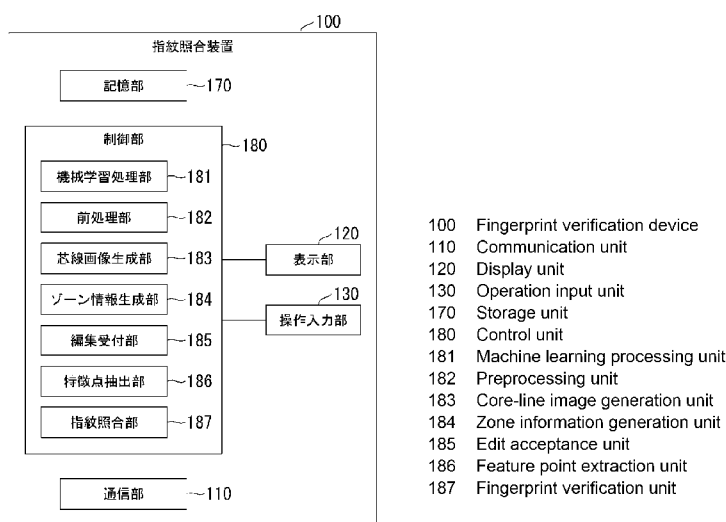 100
指紋照合装置
記憶部 170
制御部 180
機械学習処理部 181
前処理部 182
芯線画像生成部 183
ゾーン情報生成部 184
編集受付部 185
特徴点抽出部 186
指紋照合部 187
120
表示部
130
操作入力部
通信部 110
100 Fingerprint verification device
110 Communication unit
120 Display unit
130 Operation input unit
170 Storage unit
180 Control unit
181 Machine learning processing unit
182 Preprocessing unit
183 Core-line image generation unit
184 Zone information generation unit
185 Edit acceptance unit
186 Feature point extraction unit
187 Fingerprint verification unit